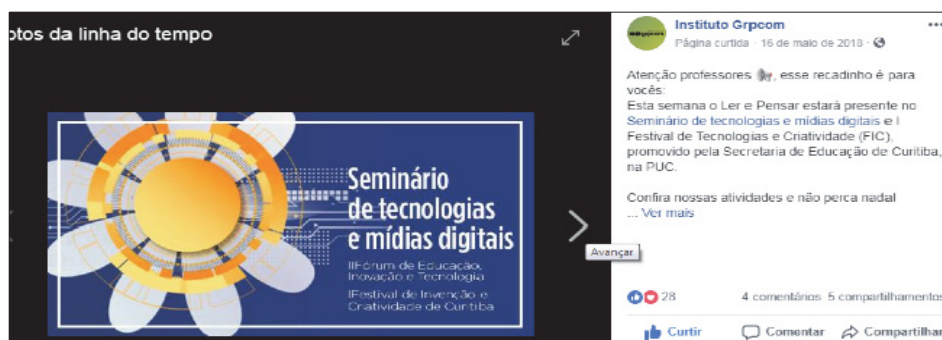 otos da linha do tempo
Seminário
de tecnologias
e mídias digitais
IIFórum de Educação,
Inovação e Tecnologia
IFestival de Invenção e
Criatividade de Curitiba
Avançar
Instituto Grpcom
Página curtida · 16 de maio de 2018 ·
Atenção professores, esse recadinho é para
vocês:
Esta semana o Ler e Pensar estará presente no
Seminário de tecnologias e mídias digitais e I
Festival de Tecnologias e Criatividade (FIC),
promovido pela Secretaria de Educação de Curitiba,
na PUC.
Confira nossas atividades e não perca nada!
... Ver mais
28 4 comentários 5 compartilhamentos
Curtir Comentar Compartilhar